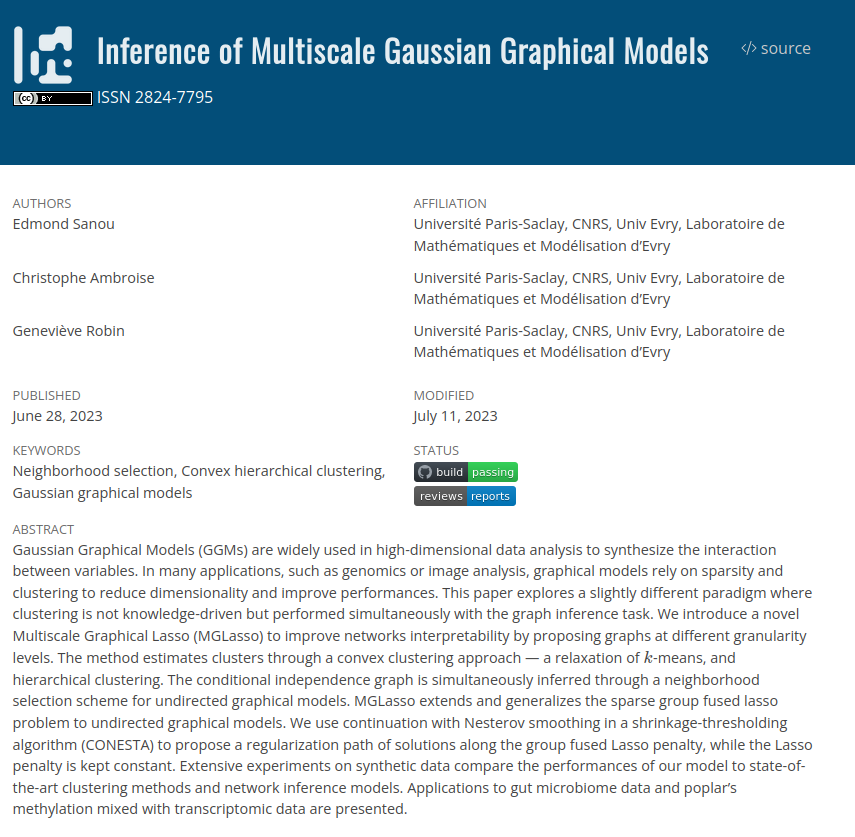 Inference of Multiscale Gaussian Graphical Models
</> source
(cc) BY ISSN 2824-7795
AUTHORS
AFFILIATION
Edmond Sanou
Université Paris-Saclay, CNRS, Univ Evry, Laboratoire de
Mathématiques et Modélisation d’Evry
Christophe Ambroise
Université Paris-Saclay, CNRS, Univ Evry, Laboratoire de
Mathématiques et Modélisation d’Evry
Geneviève Robin
Université Paris-Saclay, CNRS, Univ Evry, Laboratoire de
Mathématiques et Modélisation d’Evry
PUBLISHED
MODIFIED
June 28, 2023
July 11, 2023
KEYWORDS
STATUS
Neighborhood selection, Convex hierarchical clustering,
Gaussian graphical models
build passing
reviews reports
ABSTRACT
Gaussian Graphical Models (GGMs) are widely used in high-dimensional data analysis to synthesize the interaction
between variables. In many applications, such as genomics or image analysis, graphical models rely on sparsity and
clustering to reduce dimensionality and improve performances. This paper explores a slightly different paradigm where
clustering is not knowledge-driven but performed simultaneously with the graph inference task. We introduce a novel
Multiscale Graphical Lasso (MGLasso) to improve networks interpretability by proposing graphs at different granularity
levels. The method estimates clusters through a convex clustering approach — a relaxation of k-means, and
hierarchical clustering. The conditional independence graph is simultaneously inferred through a neighborhood
selection scheme for undirected graphical models. MGLasso extends and generalizes the sparse group fused lasso
problem to undirected graphical models. We use continuation with Nesterov smoothing in a shrinkage-thresholding
algorithm (CONESTA) to propose a regularization path of solutions along the group fused Lasso penalty, while the Lasso
penalty is kept constant. Extensive experiments on synthetic data compare the performances of our model to state-of-
the-art clustering methods and network inference models. Applications to gut microbiome data and poplar’s
methylation mixed with transcriptomic data are presented.